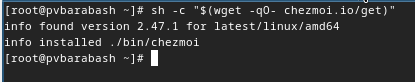 [root@pvbarabash ~]# sh -c "$(wget -qO- chezmoi.io/get)"
info found version 2.47.1 for latest/linux/amd64
info installed ./bin/chezmoi
[root@pvbarabash ~]#